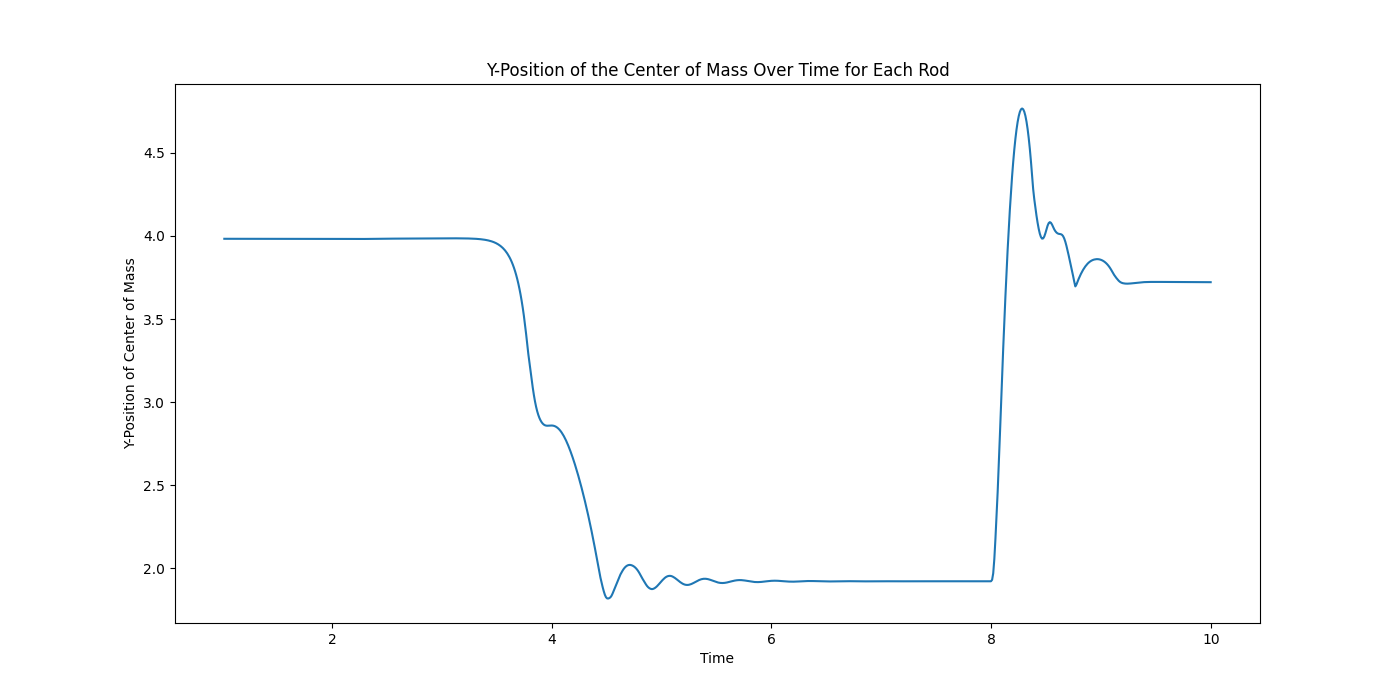 Y-Position of the Center of Mass Over Time for Each Rod
Y-Position of Center of Mass
4.5
4.0
3.5
3.0
2.5
2.0
2 4 6 8 10
Time